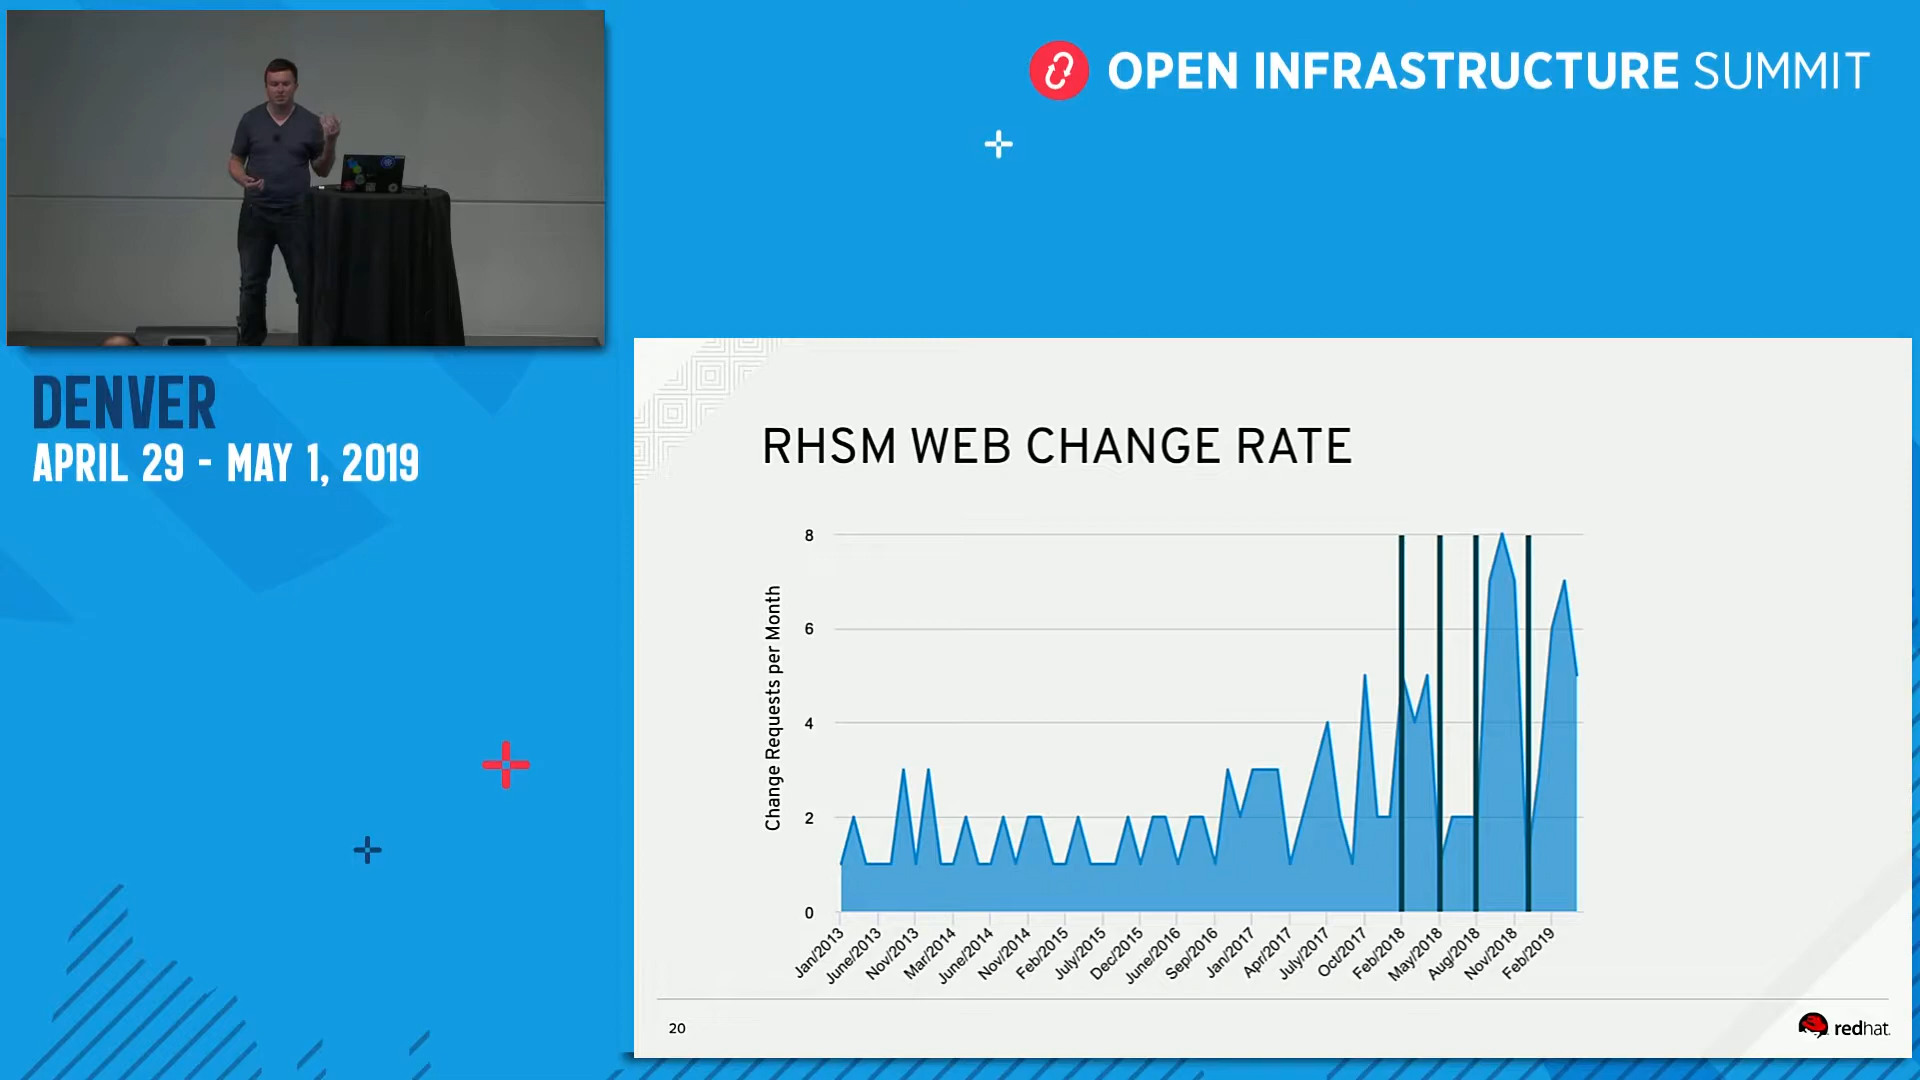 OPEN INFRASTRUCTURE SUMMIT
DENVER
APRIL 29 - MAY 1, 2019
RHSM WEB CHANGE RATE
Change Requests per Month
8
6
4
2
0
Jan/2013
June/2013
Nov/2013
Mar/2014
June/2014
Nov/2014
Feb/2015
July/2015
Dec/2015
June/2016
Sep/2016
Jan/2017
Apr/2017
July/2017
Oct/2017
Feb/2018
May/2018
Aug/2018
Nov/2018
Feb/2019
20
redhat.